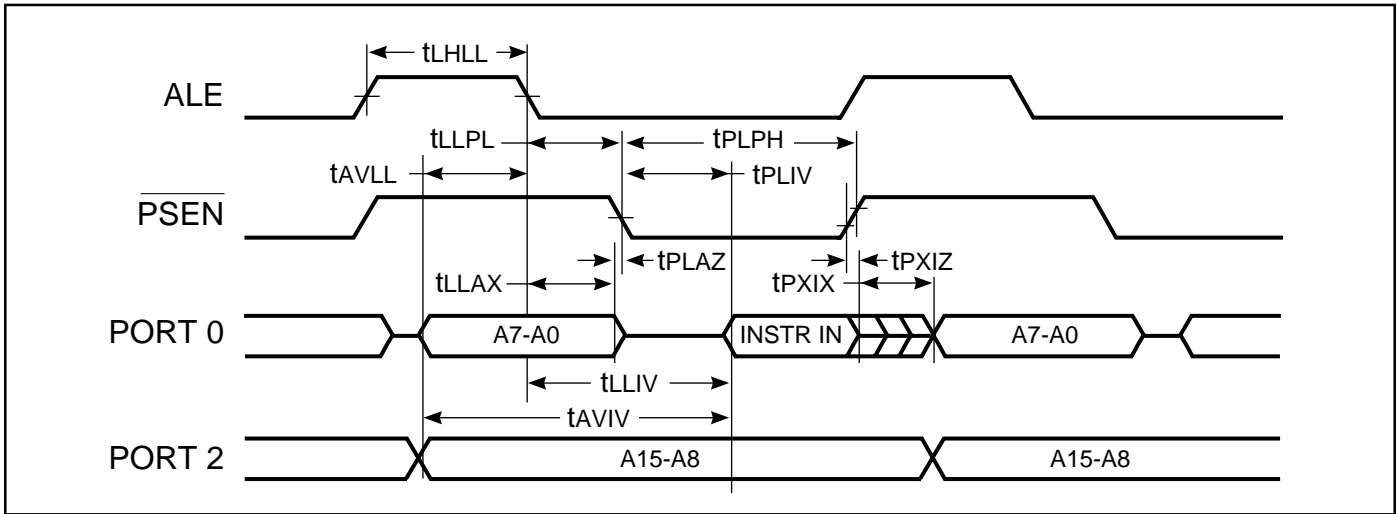 tLHLL
ALE
tLLPL
tPLPH
tAVLL
tPLIV
PSEN
tPLAZ
tPXIZ
tLLAX
tPXIX
PORT 0
A7-A0
INSTR IN
A7-A0
tLLIV
tAVIV
PORT 2
A15-A8
A15-A8